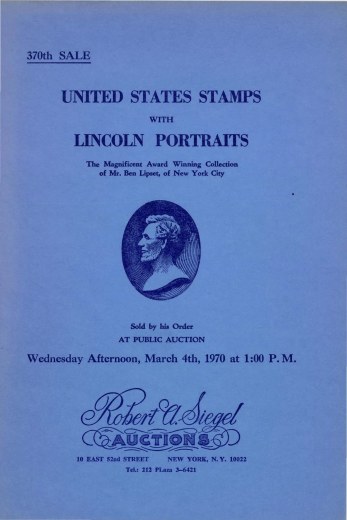 370th SALE
UNITED STATES STAMPS
WITH
LINCOLN PORTRAITS
The Magnificent Award Winning Collection
of Mr. Ben Lipset, of New York City
Sold by his Order
AT PUBLIC AUCTION
Wednesday Afternoon, March 4th, 1970 at 1:00 P.M.
Robert A. Siegel
AUCTIONS
10 EAST 52nd STREET NEW YORK, N.Y. 10022
Tel.: 212 PLaza 3-6421